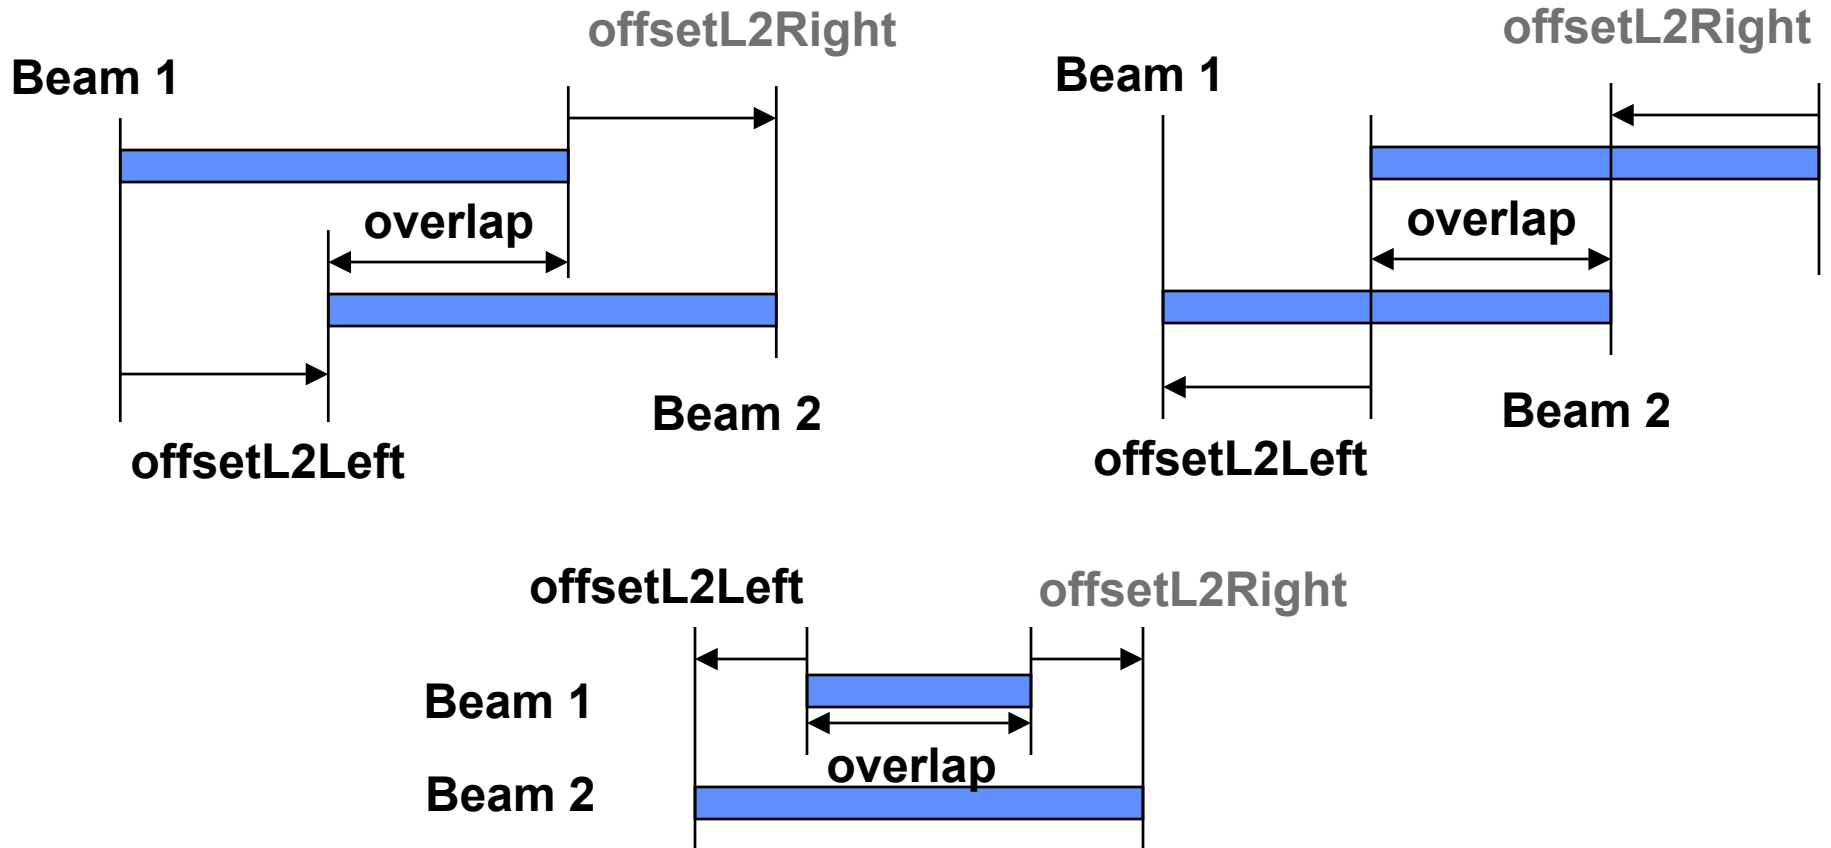 offsetL2Right
Beam 1
overlap
Beam 2
offsetL2Left
offsetL2Right
Beam 1
overlap
Beam 2
offsetL2Left
offsetL2Left
offsetL2Right
Beam 1
overlap
Beam 2